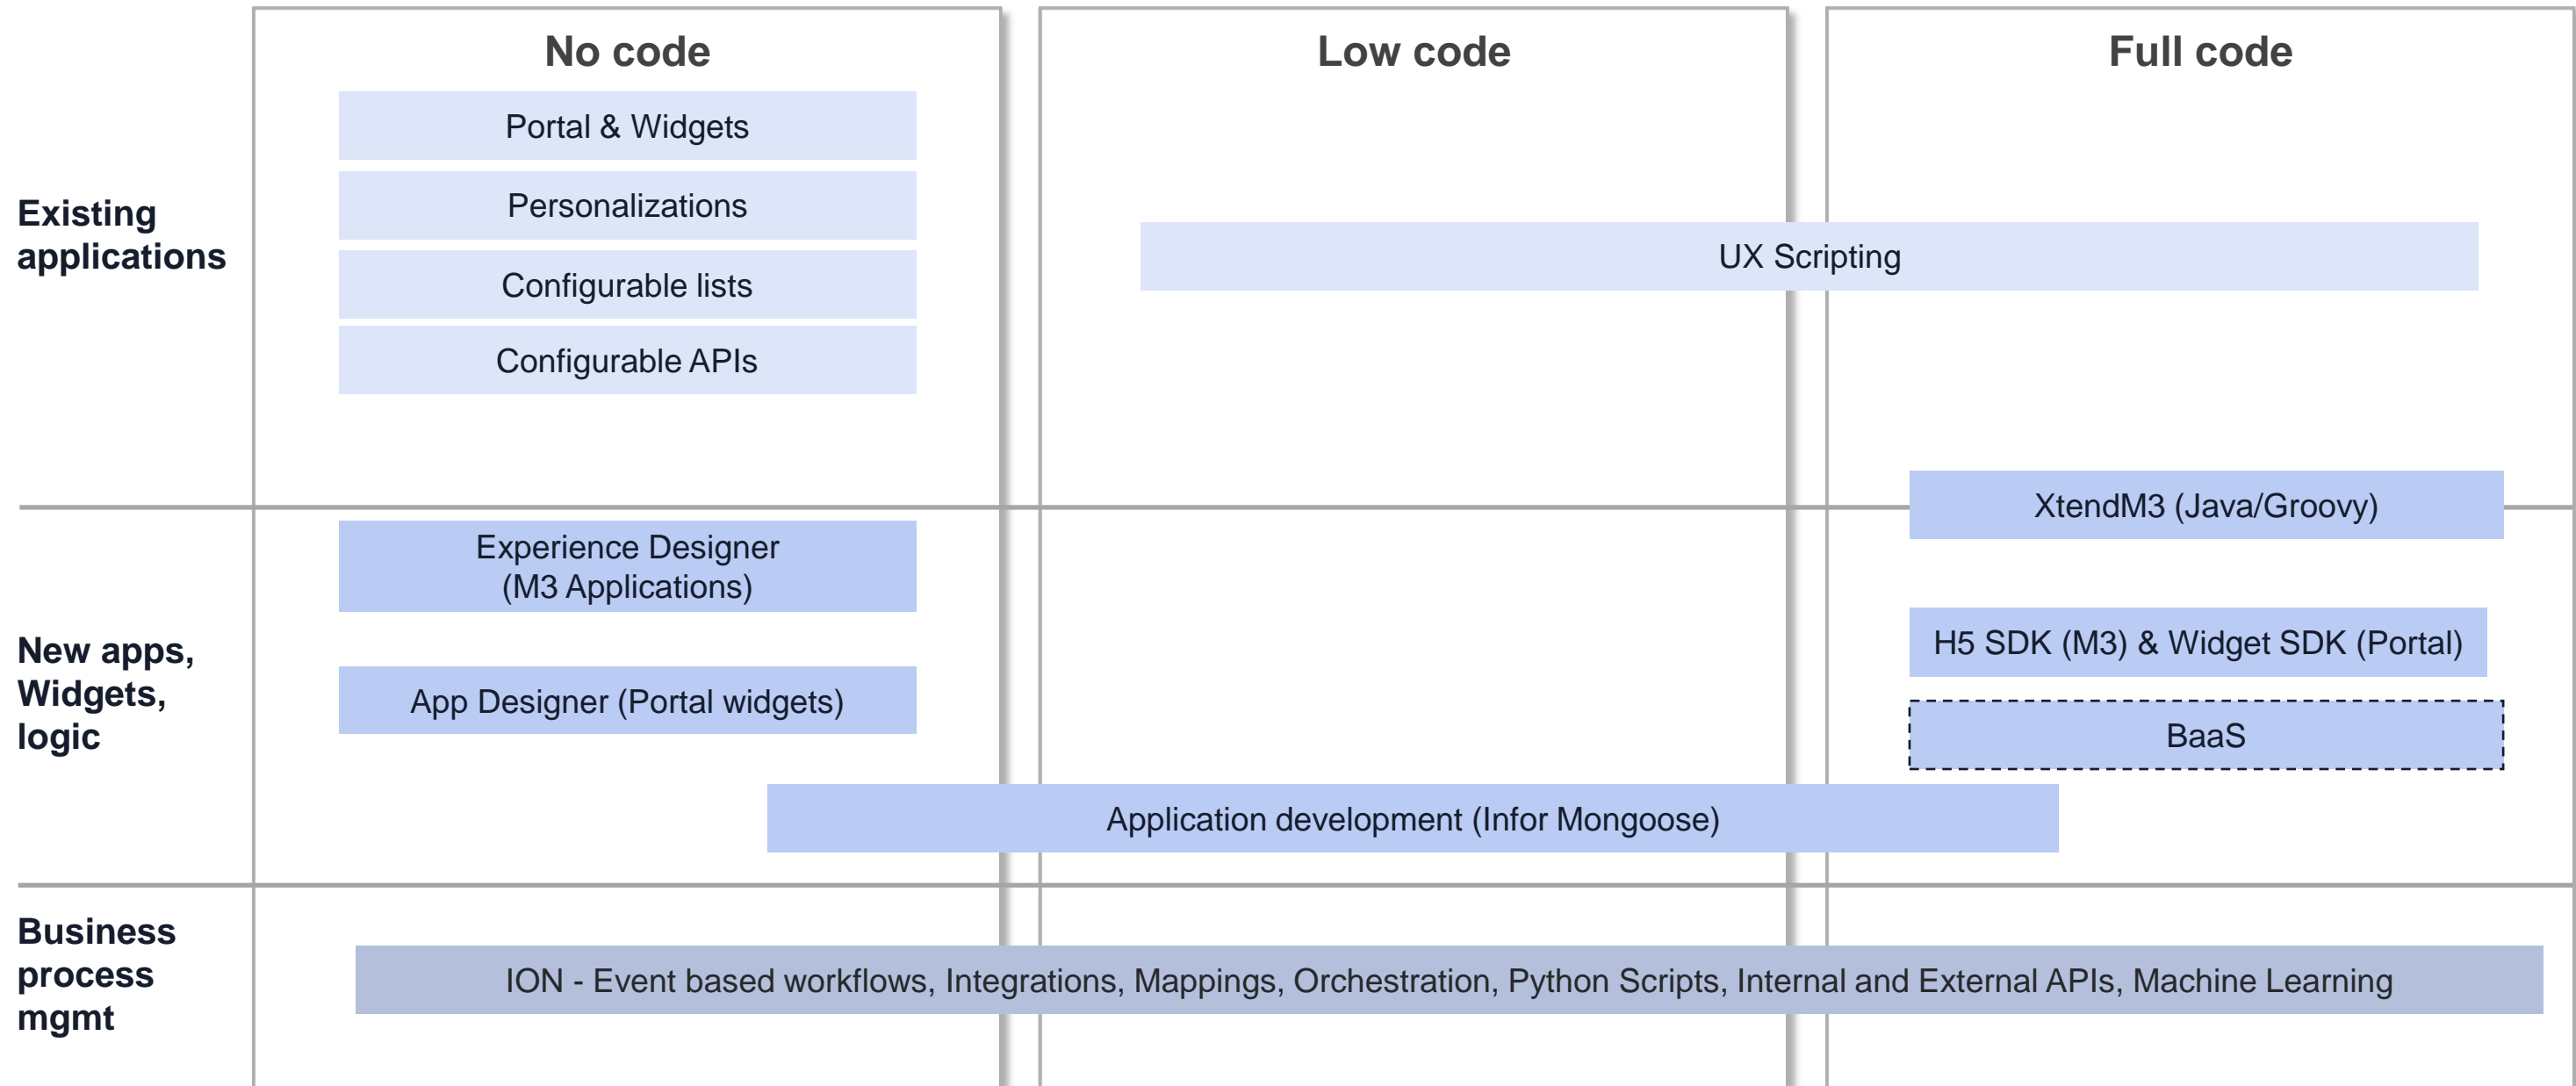 No code
Low code
Full code
Existing
applications
Portal & Widgets
Personalizations
Configurable lists
Configurable APIs
UX Scripting
XtendM3 (Java/Groovy)
New apps,
Widgets,
logic
Experience Designer
(M3 Applications)
App Designer (Portal widgets)
H5 SDK (M3) & Widget SDK (Portal)
BaaS
Application development (Infor Mongoose)
Business
process
mgmt
ION - Event based workflows, Integrations, Mappings, Orchestration, Python Scripts, Internal and External APIs, Machine Learning